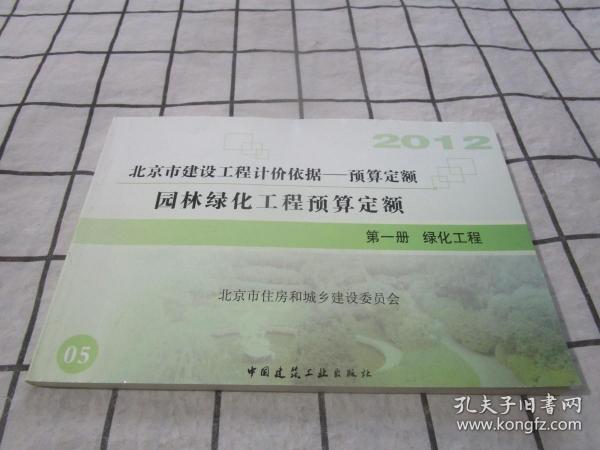 2012
北京市建设工程计价依据——预算定额
园林绿化工程预算定额
第一册 绿化工程
北京市住房和城乡建设委员会
05
中国建筑工业出版社
孔夫子旧书网
www.kongfz.com